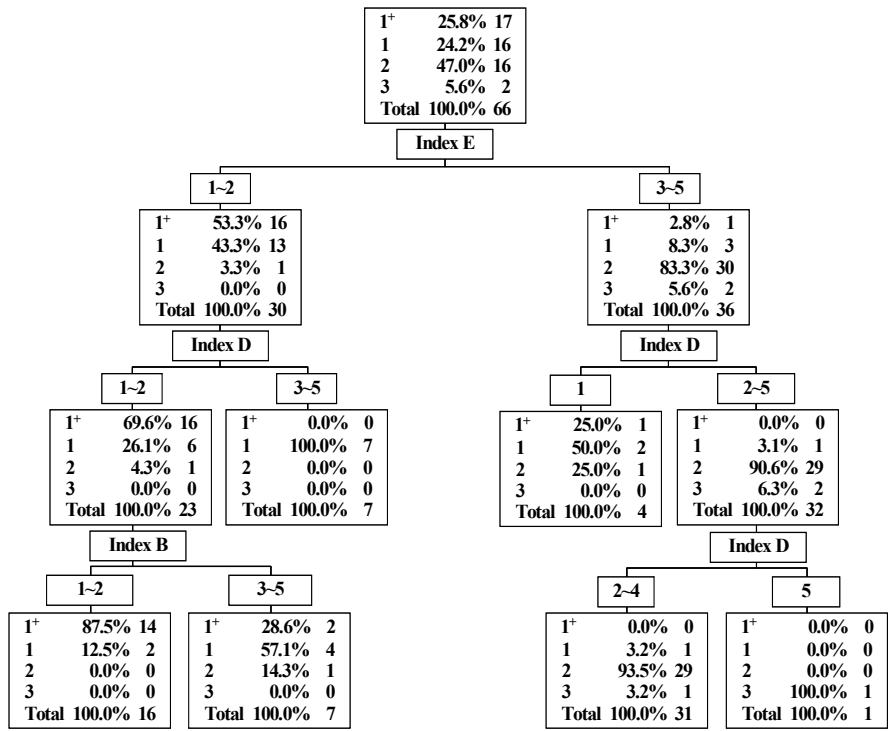 1⁺ 25.8% 17
1 24.2% 16
2 47.0% 16
3 5.6% 2
Total 100.0% 66
Index E
1~2
3~5
1⁺ 53.3% 16
1 43.3% 13
2 3.3% 1
3 0.0% 0
Total 100.0% 30
1⁺ 2.8% 1
1 8.3% 3
2 83.3% 30
3 5.6% 2
Total 100.0% 36
Index D
Index D
1~2
3~5
1
2~5
1⁺ 69.6% 16
1 26.1% 6
2 4.3% 1
3 0.0% 0
Total 100.0% 23
1⁺ 0.0% 0
1 100.0% 7
2 0.0% 0
3 0.0% 0
Total 100.0% 7
1⁺ 25.0% 1
1 50.0% 2
2 25.0% 1
3 0.0% 0
Total 100.0% 4
1⁺ 0.0% 0
1 3.1% 1
2 90.6% 29
3 6.3% 2
Total 100.0% 32
Index B
Index D
1~2
3~5
2~4
5
1⁺ 87.5% 14
1 12.5% 2
2 0.0% 0
3 0.0% 0
Total 100.0% 16
1⁺ 28.6% 2
1 57.1% 4
2 14.3% 1
3 0.0% 0
Total 100.0% 7
1⁺ 0.0% 0
1 3.2% 1
2 93.5% 29
3 3.2% 1
Total 100.0% 31
1⁺ 0.0% 0
1 0.0% 0
2 0.0% 0
3 100.0% 1
Total 100.0% 1